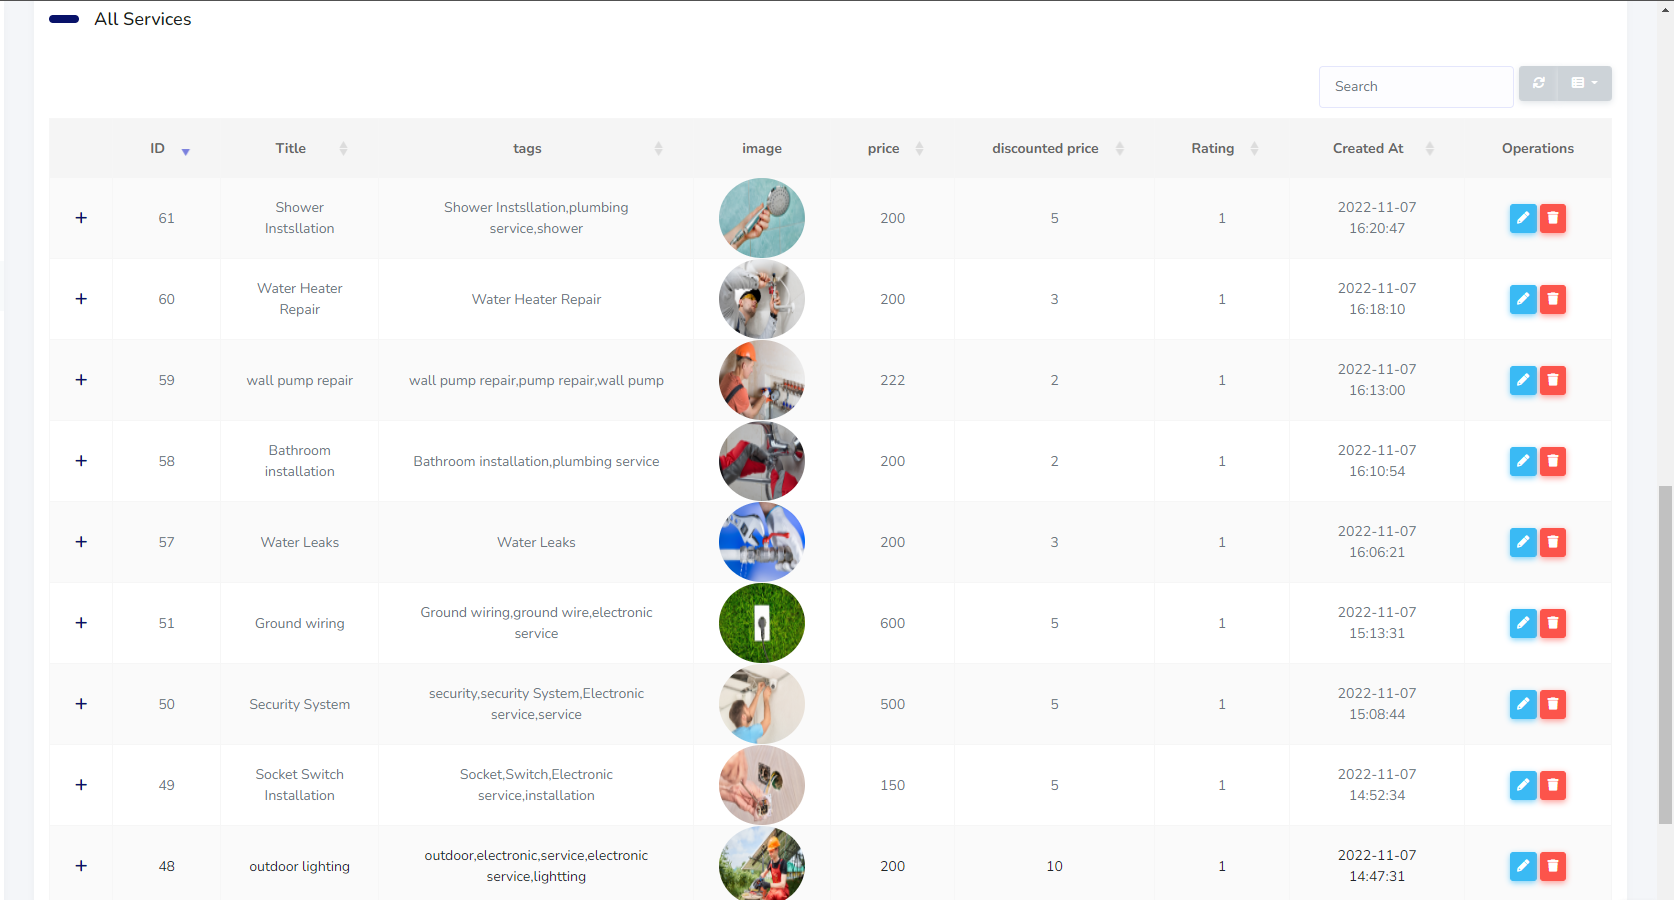 All Services
Search
ID Title tags image price discounted price Rating Created At Operations
61 Shower Shower Instsllation,plumbing 200 5 1 2022-11-07
Instsllation service,shower 16:20:47
60 Water Heater Water Heater Repair 200 3 1 2022-11-07
Repair 16:18:10
59 wall pump repair wall pump repair,pump repair,wall pump 222 2 1 2022-11-07
16:13:00
58 Bathroom Bathroom installation,plumbing service 200 2 1 2022-11-07
installation 16:10:54
57 Water Leaks Water Leaks 200 3 1 2022-11-07
16:06:21
51 Ground wiring Ground wiring,ground wire,electronic 600 5 1 2022-11-07
service 15:13:31
50 Security System security,security System,Electronic 500 5 1 2022-11-07
service,service 15:08:44
49 Socket Switch Socket,Switch,Electronic 150 5 1 2022-11-07
Installation service,installation 14:52:34
48 outdoor lighting outdoor,electronic,service,electronic 200 10 1 2022-11-07
service,lightting 14:47:31